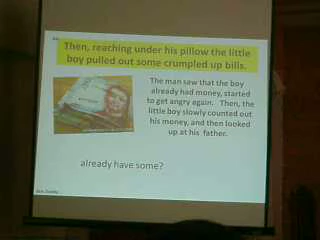 Then, reaching under his pillow the little
boy pulled out some crumpled up bills.
The man saw that the boy
already had money, started
to get angry again. Then, the
little boy slowly counted out
his money, and then looked
up at his father.
already have some?